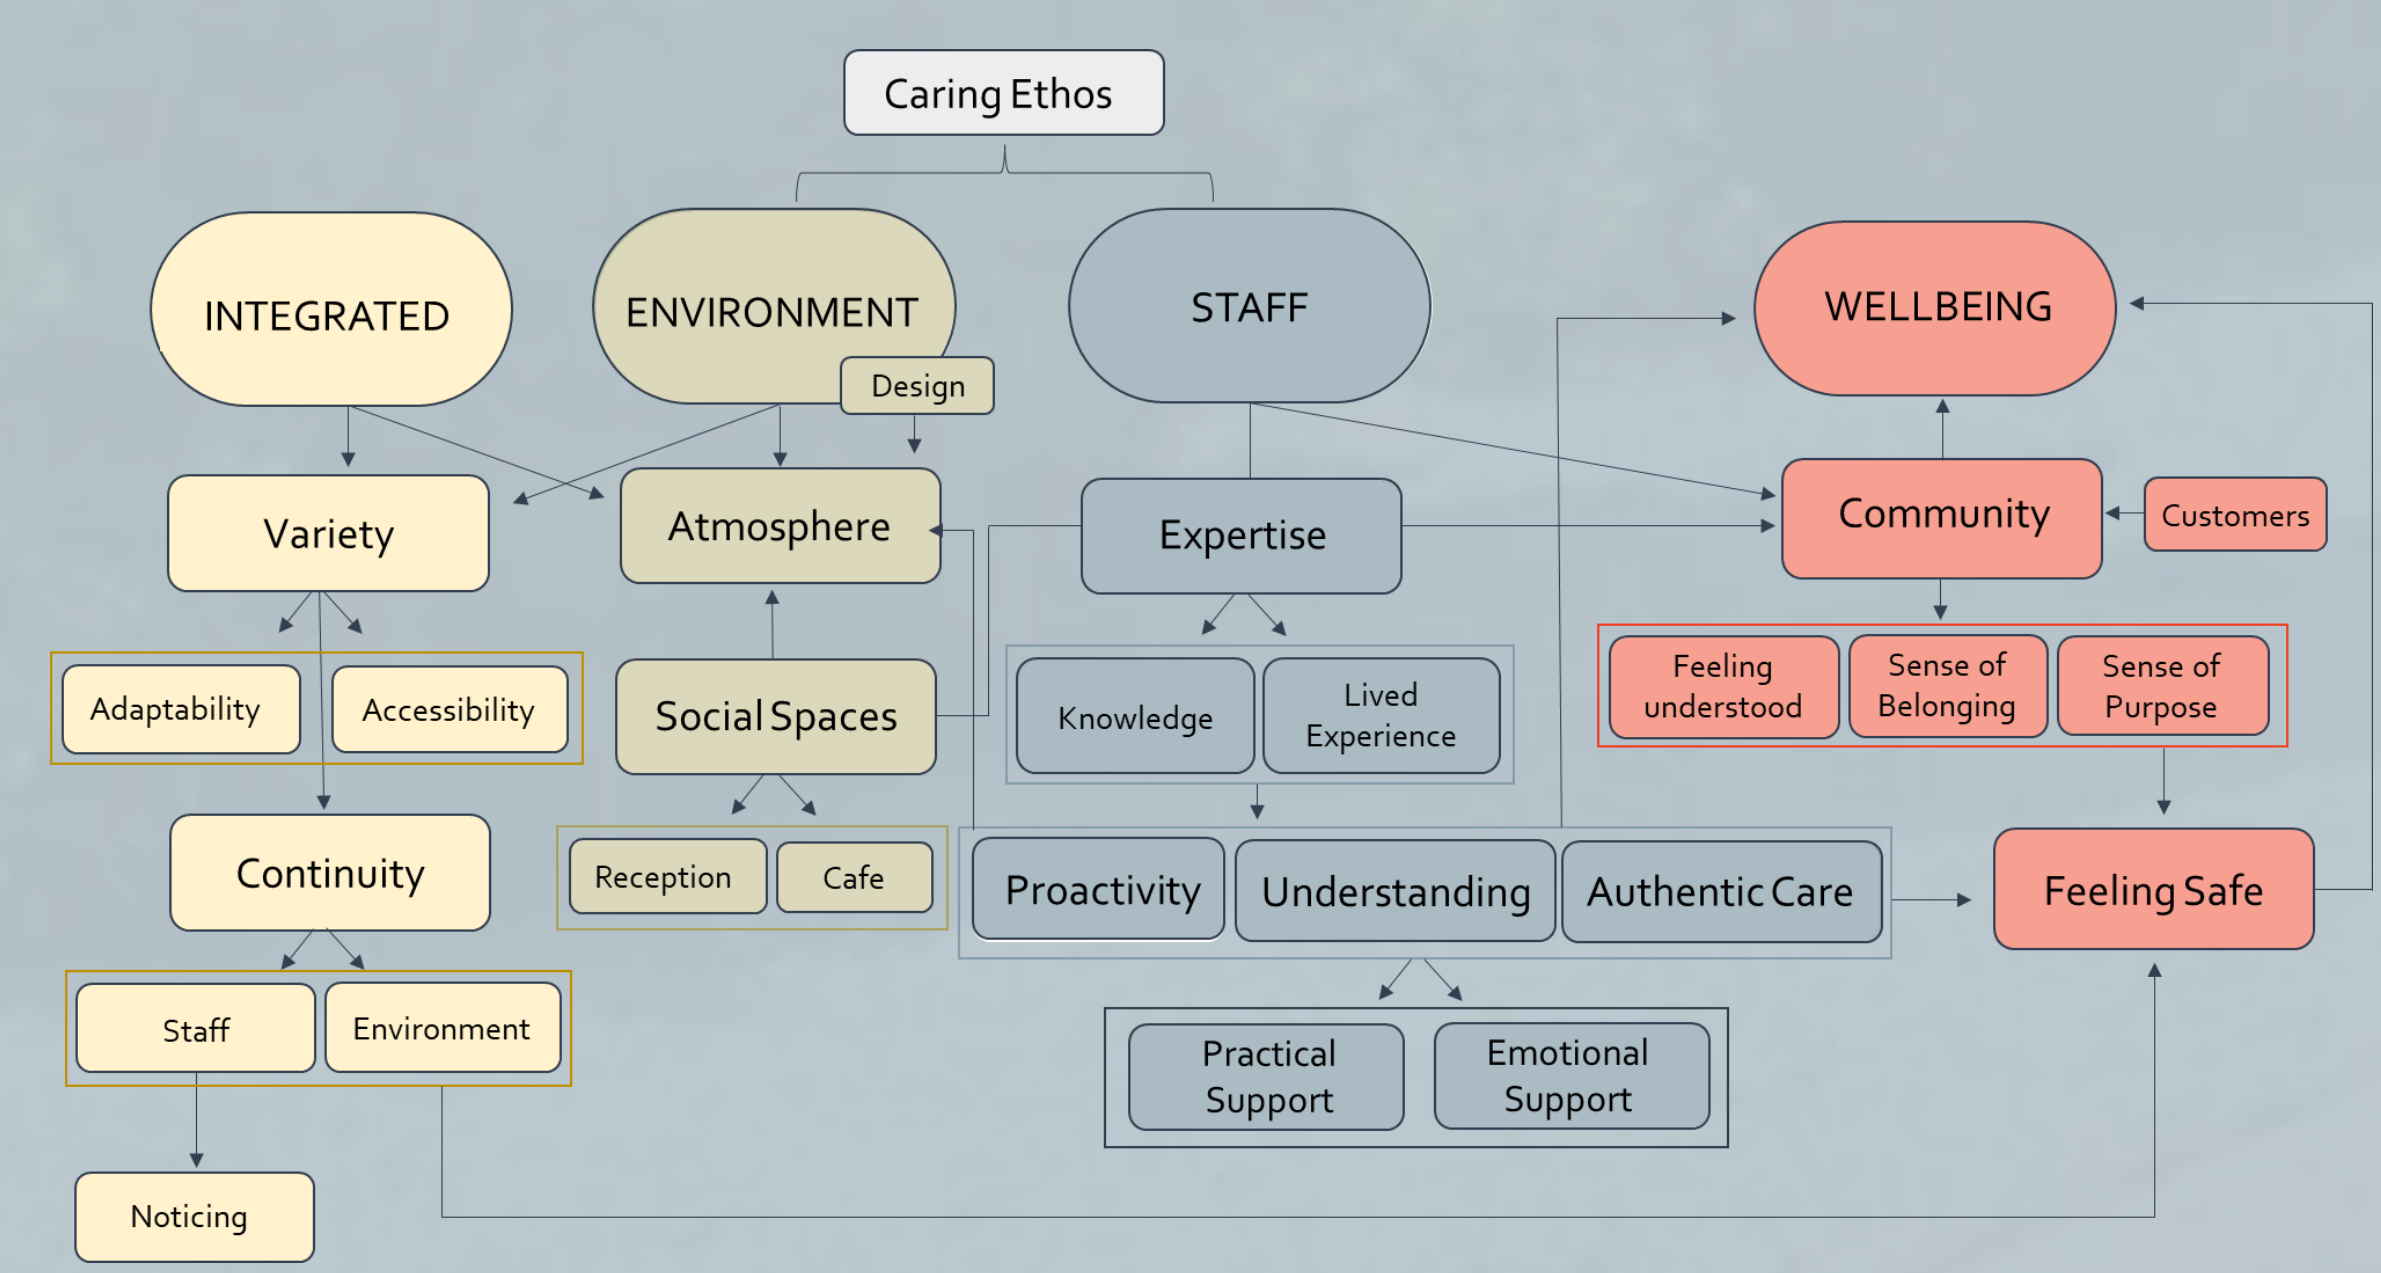 Caring Ethos
INTEGRATED
ENVIRONMENT
STAFF
WELLBEING
Design
Variety
Atmosphere
Expertise
Community
Customers
Adaptability
Accessibility
Social Spaces
Knowledge
Lived
Experience
Feeling
understood
Sense of
Belonging
Sense of
Purpose
Continuity
Reception
Cafe
Proactivity
Understanding
Authentic Care
Feeling Safe
Staff
Environment
Practical
Support
Emotional
Support
Noticing